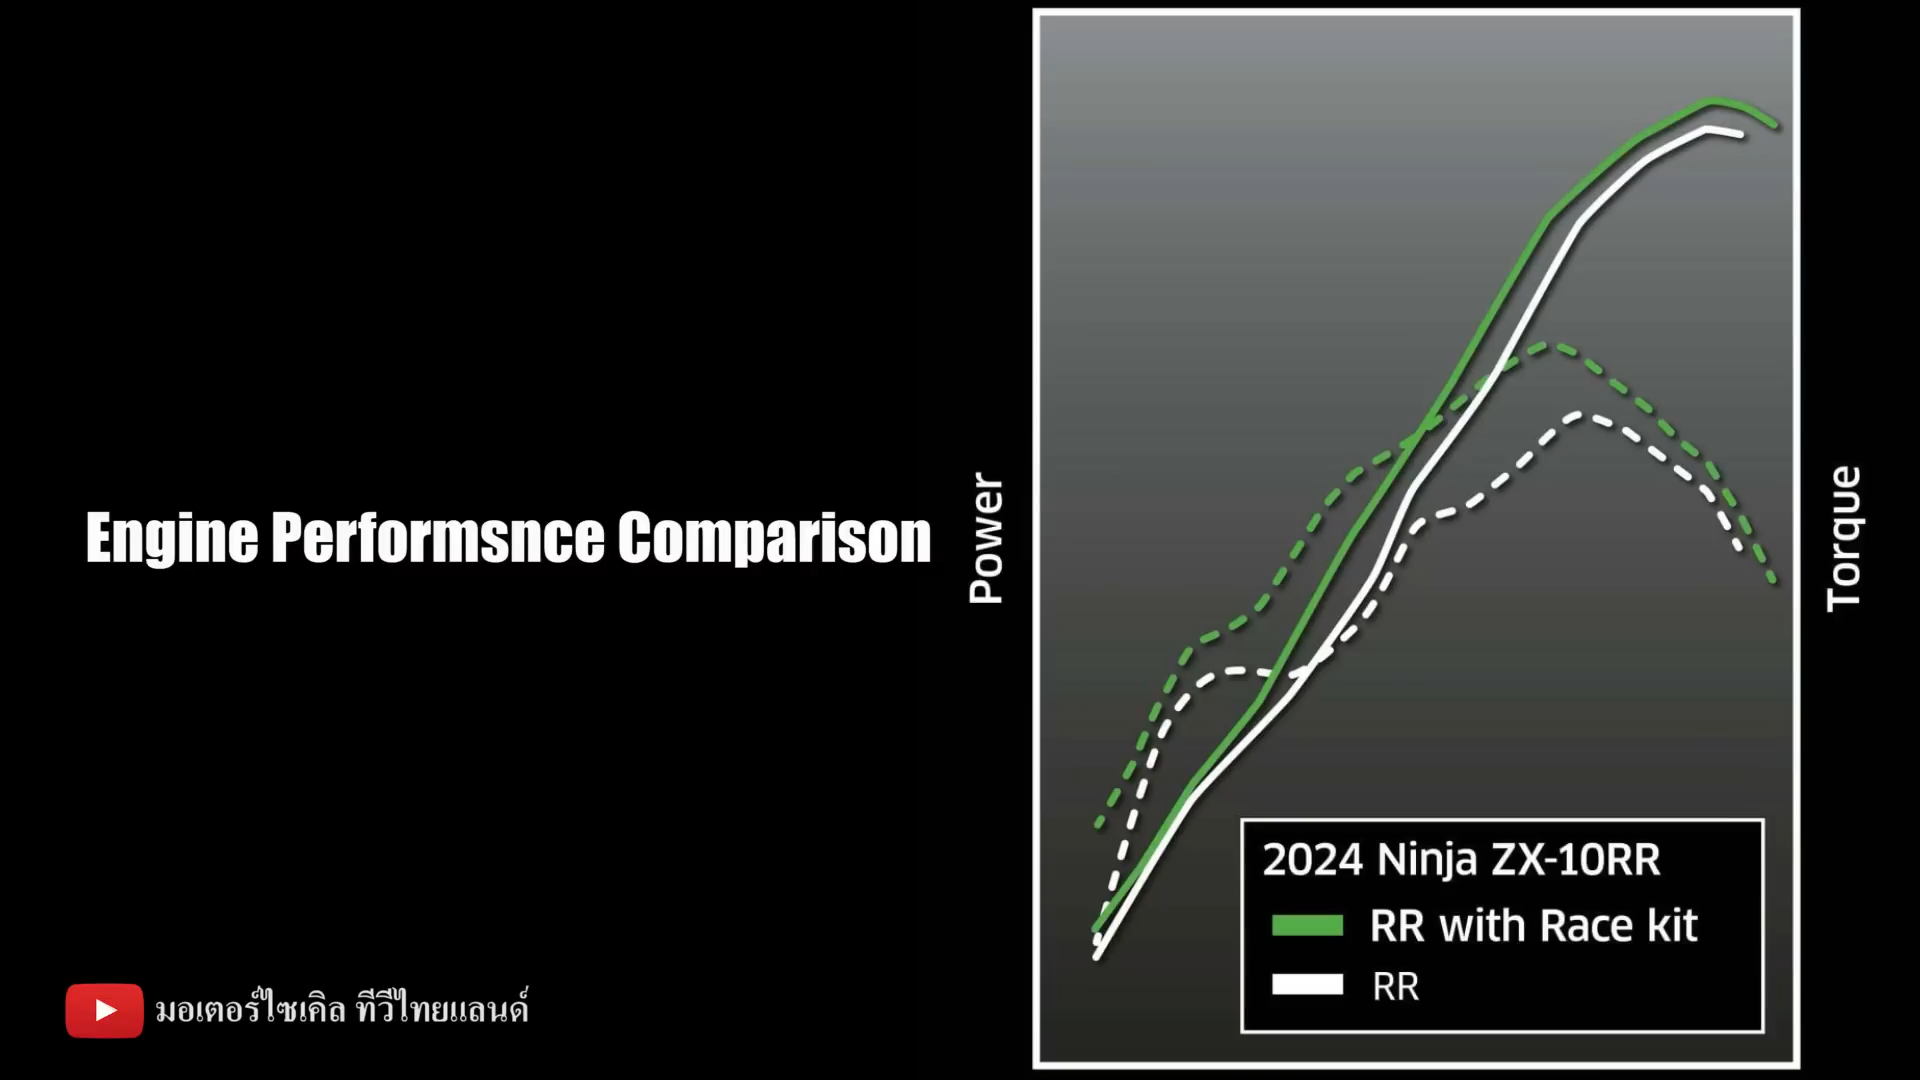 Engine Performsnce Comparison
Power
Torque
2024 Ninja ZX-10RR
RR with Race kit
RR
มอเตอร์ไซเคิล ทีวีไทยแลนด์